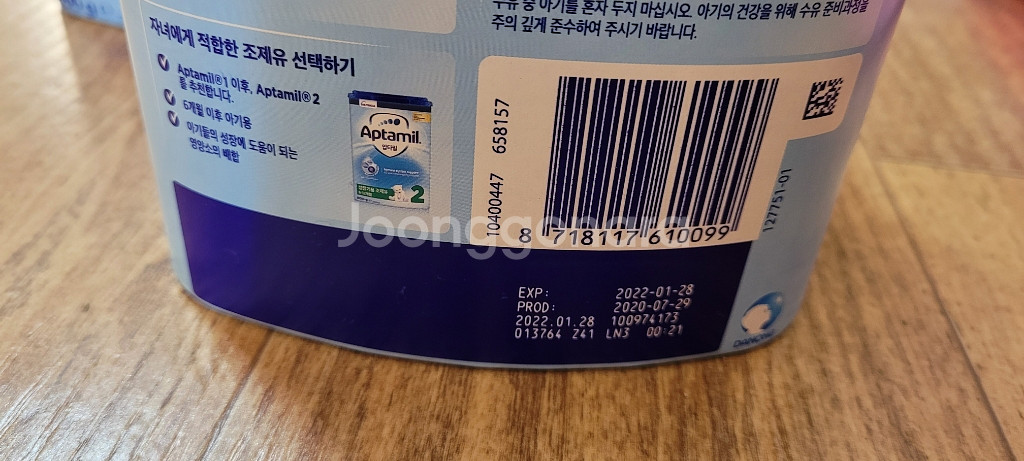 수유 중 아기를 혼자 두지 마십시오. 아기의 건강을 위해 수유 준비과정을
주의 깊게 준수하여 주시기 바랍니다.
자녀에게 적합한 조제유 선택하기
Aptamil®1 이후, Aptamil®2
를 추천합니다.
6개월 이후 아기용
아기들의 성장에 도움이 되는
영양소의 배합
Aptamil
압타밀
2
10400447 658157
8 718117 610099
127751-01
Joonggonara
EXP: 2022-01-28
PROD: 2020-07-29
2022.01.28 100974173
013764 Z41 LN3 00:21
DANONE